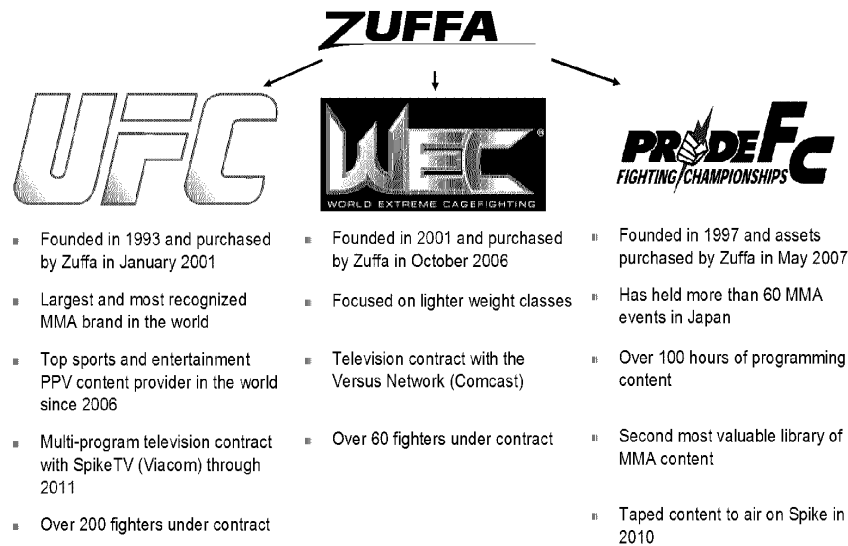 ZUFFA
UFC
Founded in 1993 and purchased
by Zuffa in January 2001
Largest and most recognized
MMA brand in the world
Top sports and entertainment
PPV content provider in the world
since 2006
Multi-program television contract
with SpikeTV (Viacom) through
2011
Over 200 fighters under contract
WEC®
WORLD EXTREME CAGEFIGHTING
Founded in 2001 and purchased
by Zuffa in October 2006
Focused on lighter weight classes
Television contract with the
Versus Network (Comcast)
Over 60 fighters under contract
PRIDE FC
FIGHTING CHAMPIONSHIPS
Founded in 1997 and assets
purchased by Zuffa in May 2007
Has held more than 60 MMA
events in Japan
Over 100 hours of programming
content
Second most valuable library of
MMA content
Taped content to air on Spike in
2010